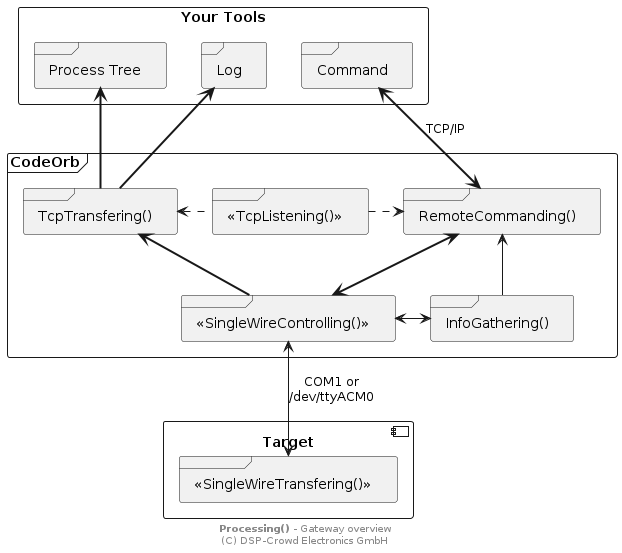 Your Tools
Process Tree
Log
Command
TCP/IP
CodeOrb
TcpTransfering()
«TcpListening()»
RemoteCommanding()
«SingleWireControlling()»
InfoGathering()
COM1 or
/dev/ttyACM0
Target
«SingleWireTransfering()»
Processing() - Gateway overview
(C) DSP-Crowd Electronics GmbH